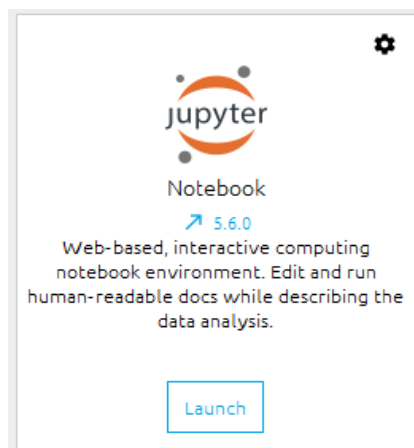 jupyter
Notebook
5.6.0
Web-based, interactive computing
notebook environment. Edit and run
human-readable docs while describing the
data analysis.
Launch